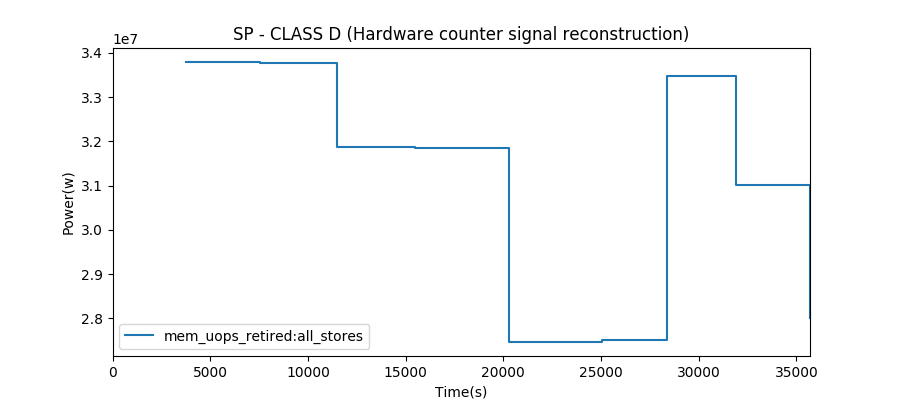 SP - CLASS D (Hardware counter signal reconstruction)
1e7
3.4
3.3
3.2
3.1
3.0
2.9
2.8
Power(w)
mem_uops_retired:all_stores
0 5000 10000 15000 20000 25000 30000 35000
Time(s)